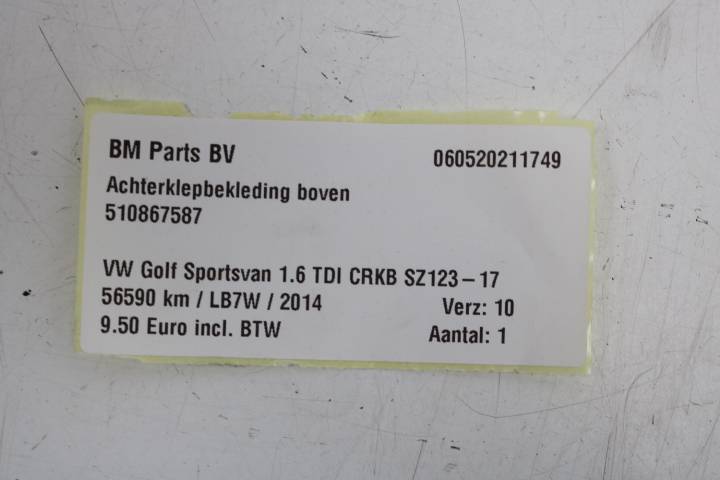 BM Parts BV 060520211749
Achterklepbekleding boven
510867587
VW Golf Sportsvan 1.6 TDI CRKB SZ123-17
56590 km / LB7W / 2014 Verz: 10
9.50 Euro incl. BTW Aantal: 1